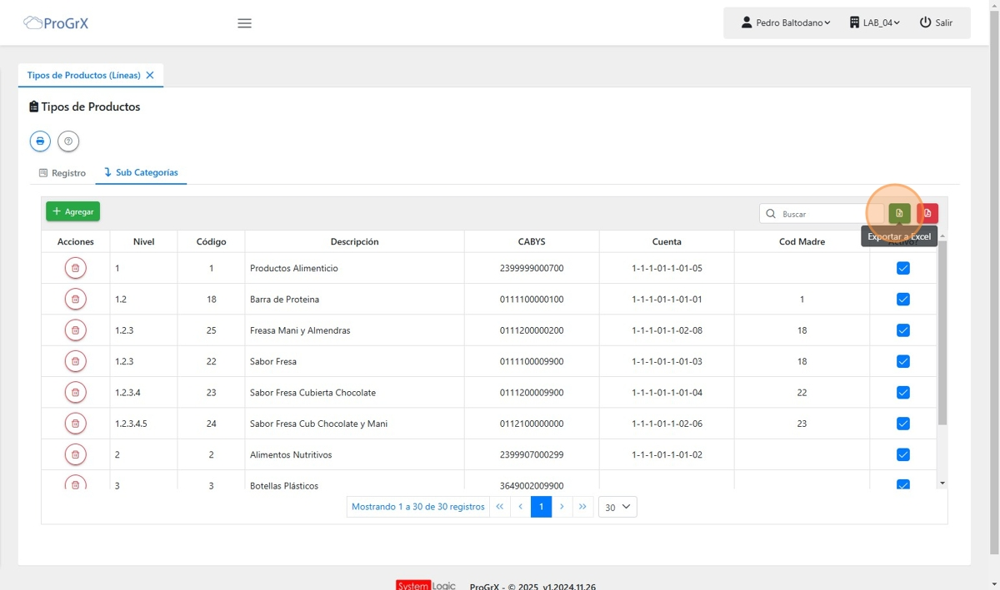 ProGrX
Pedro Baltodano
LAB_04
Salir
Tipos de Productos (Líneas)
Tipos de Productos
Registro
Sub Categorías
Agregar
Buscar
Exportar a Excel
Acciones Nivel Código Descripción CABYS Cuenta Cod Madre
1 1 Productos Alimenticio 2399999000700 1-1-1-01-1-01-05
1.2 18 Barra de Proteina 0111100000100 1-1-1-01-1-01-01 1
1.2.3 25 Freasa Mani y Almendras 0111200000200 1-1-1-01-1-02-08 18
1.2.3 22 Sabor Fresa 0111100009900 1-1-1-01-1-01-03 18
1.2.3.4 23 Sabor Fresa Cubierta Chocolate 0111200009900 1-1-1-01-1-01-04 22
1.2.3.4.5 24 Sabor Fresa Cub Chocolate y Mani 0112100000000 1-1-1-01-1-02-06 23
2 2 Alimentos Nutritivos 2399907000299 1-1-1-01-1-01-02
3 3 Botellas Plásticos 3649002009900
Mostrando 1 a 30 de 30 registros « ‹ 1 › » 30
System Logic ProGrX - © 2025 v1.2024.11.26